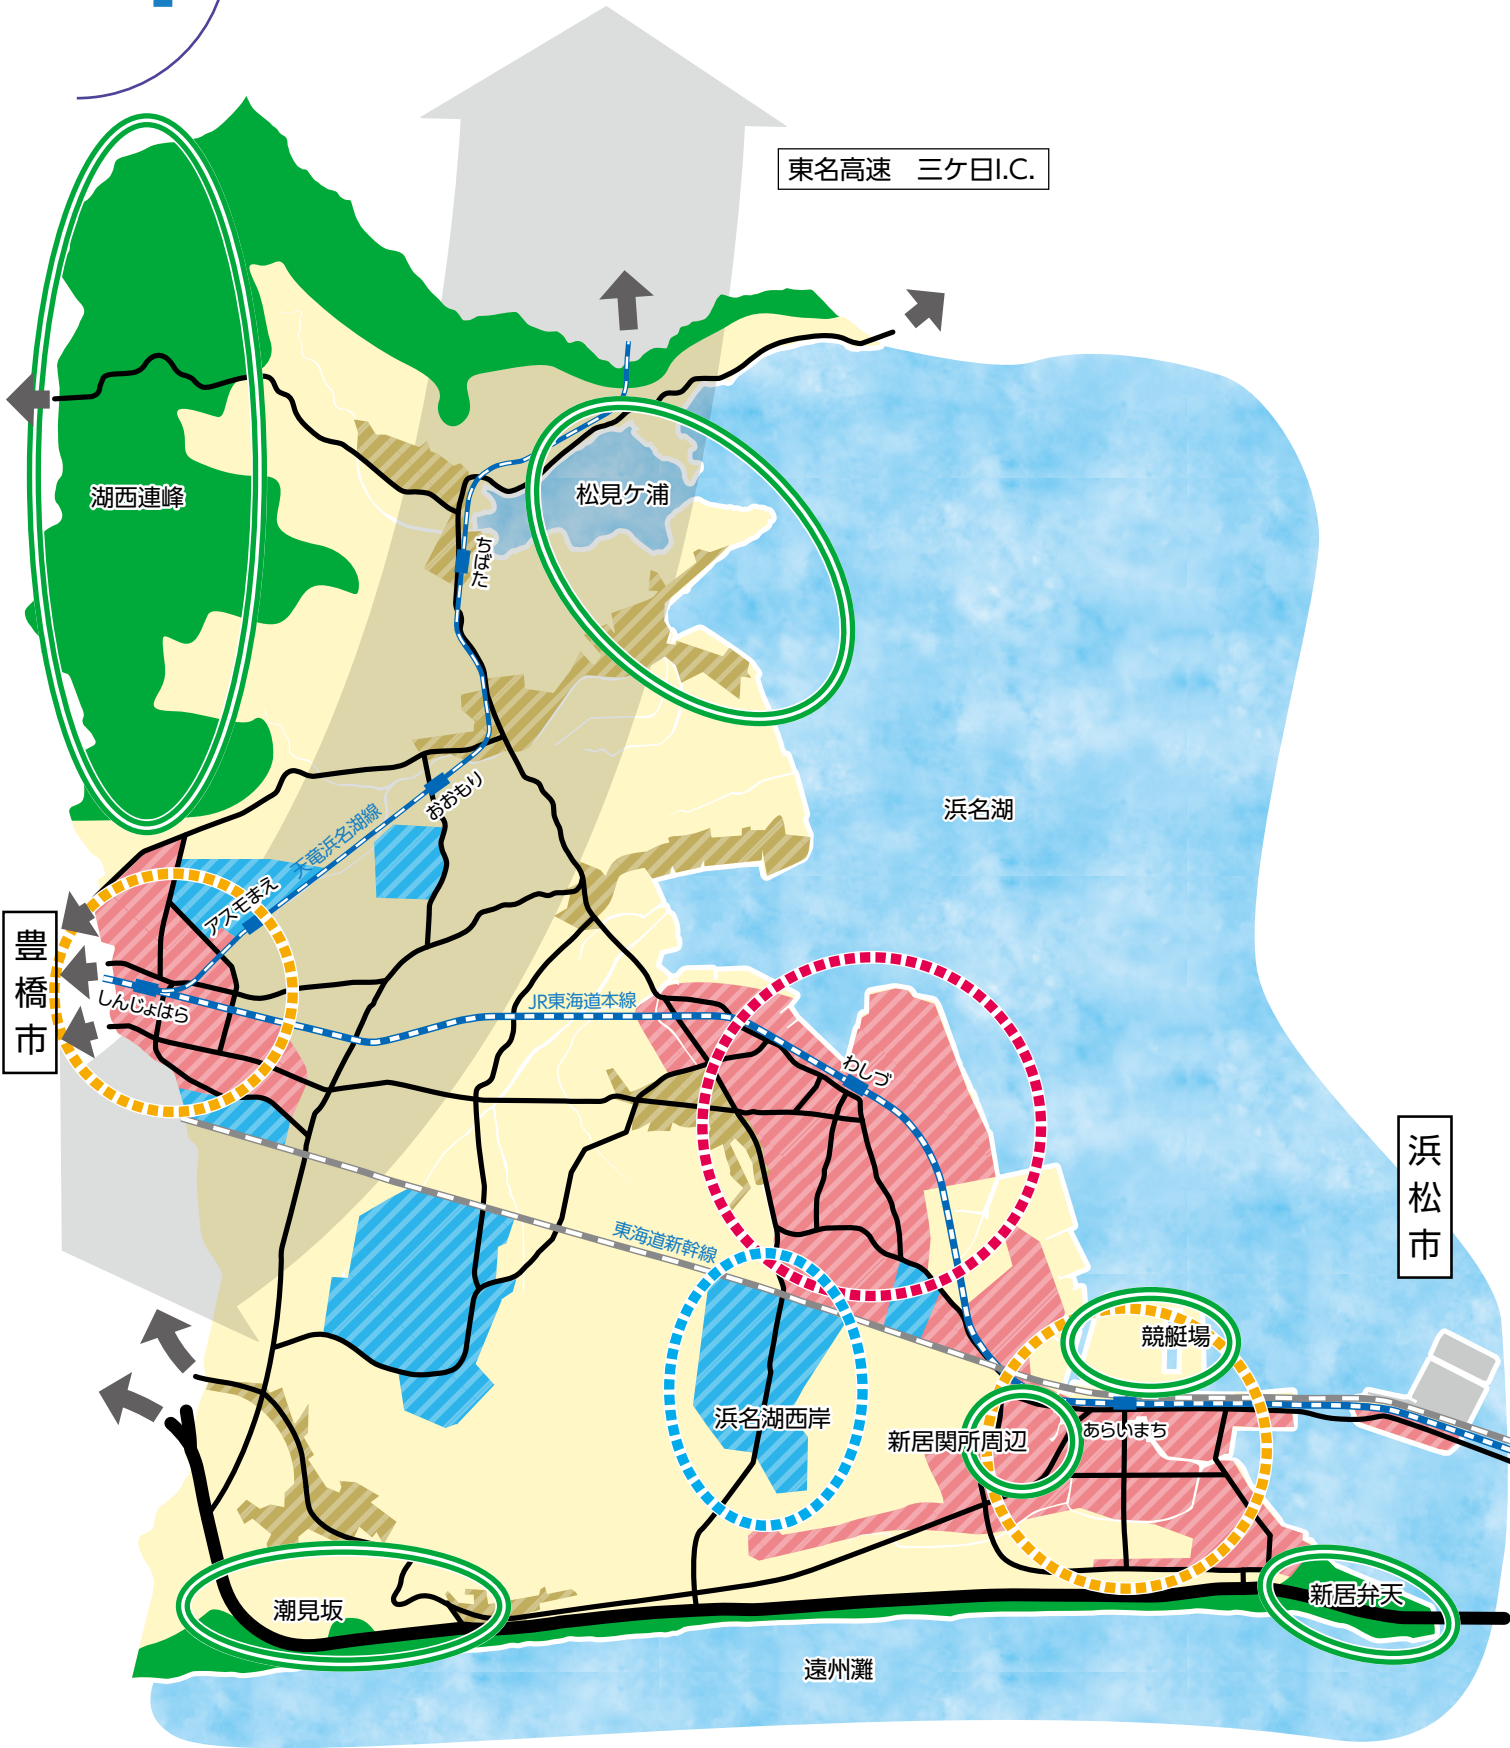 東名高速　三ケ日I.C.
湖西連峰
松見ケ浦
ちばた
浜名湖
おおもり
天竜浜名湖線
アスモまえ
豊橋市
しんじょはら
JR東海道本線
わしづ
浜松市
東海道新幹線
競艇場
浜名湖西岸
新居関所周辺
あらいまち
新居弁天
潮見坂
遠州灘